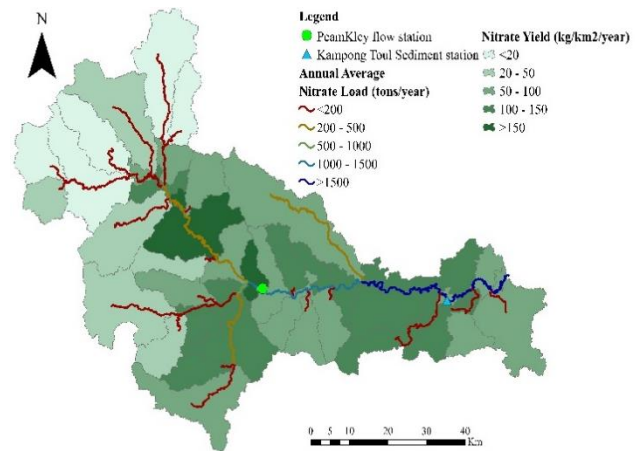 N
Legend
PeamKley flow station
Kampong Toul Sediment station
Annual Average
Nitrate Load (tons/year)
<200
200 - 500
500 - 1000
1000 - 1500
>1500
Nitrate Yield (kg/km2/year)
<20
20 - 50
50 - 100
100 - 150
>150
0 5 10 20 30 40
Km